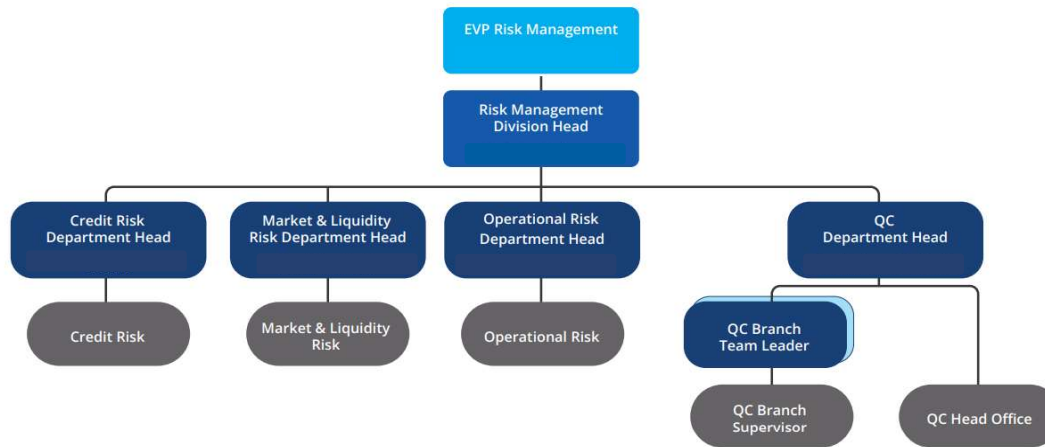 EVP Risk Management
Risk Management
Division Head
Credit Risk
Department Head
Market & Liquidity
Risk Department Head
Operational Risk
Department Head
QC
Department Head
Credit Risk
Market & Liquidity
Risk
Operational Risk
QC Branch
Team Leader
QC Branch
Supervisor
QC Head Office